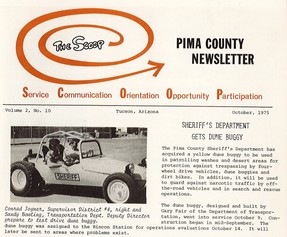 The Scoop
PIMA COUNTY
NEWSLETTER
Service Communication Orientation Opportunity Participation
Volume 2, No. 10 Tucson, Arizona October, 1975
SHERIFF'S DEPARTMENT
GETS DUNE BUGGY
The Pima County Sheriff's Department has
acquired a yellow dune buggy to be used
in patrolling washes and desert areas for
protection against trespassing by four-
wheel drive vehicles, dune buggies and
dirt bikes. In addition, it will be used
to guard against narcotic traffic by off-
the-road vehicles and in search and rescue
operations.
The dune buggy, designed and built by
Gary Fair of the Department of Transpor-
tation, went into service October 9. Con-
struction began in mid-September. The
SHERIFF
Conrad Joyner, Supervisor District #4, right and
Sandy Bowling, Transportation Dept. Deputy Director
prepare to test drive dune buggy.
dune buggy was assigned to the Rincon Station for operations evaluations October 14. It will
later be sent to areas where problems exist.